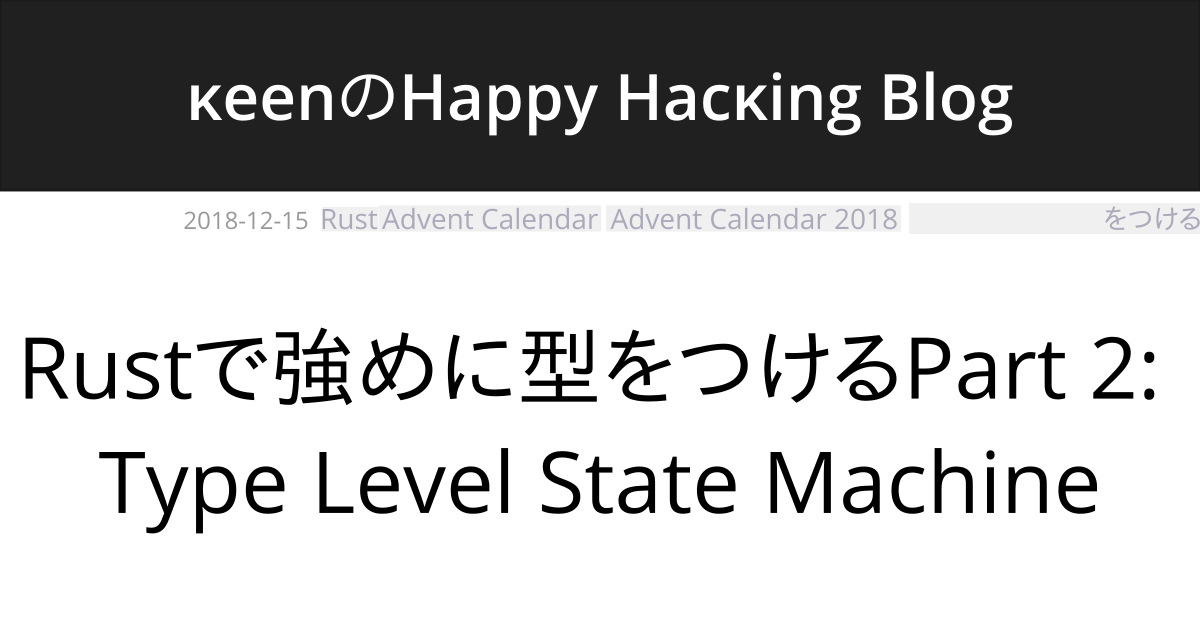 κeenのHappy Hacκing Blog
2018-12-15 Rust Advent Calendar Advent Calendar 2018 をつける
Rustで強めに型をつけるPart 2:
Type Level State Machine